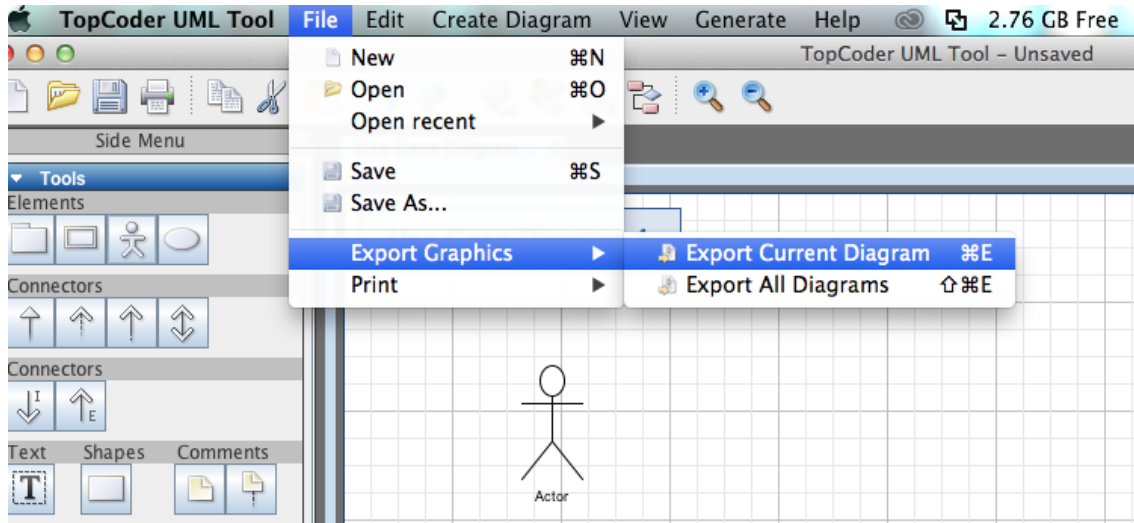 TopCoder UML Tool File Edit Create Diagram View Generate Help 2.76 GB Free
TopCoder UML Tool – Unsaved
New ⌘N
Open ⌘O
Open recent ▶
Save ⌘S
Save As...
Export Graphics ▶
Print ▶
Export Current Diagram ⌘E
Export All Diagrams ⇧⌘E
Side Menu
Tools
Elements
Connectors
Connectors
I
E
Text Shapes Comments
T
Actor